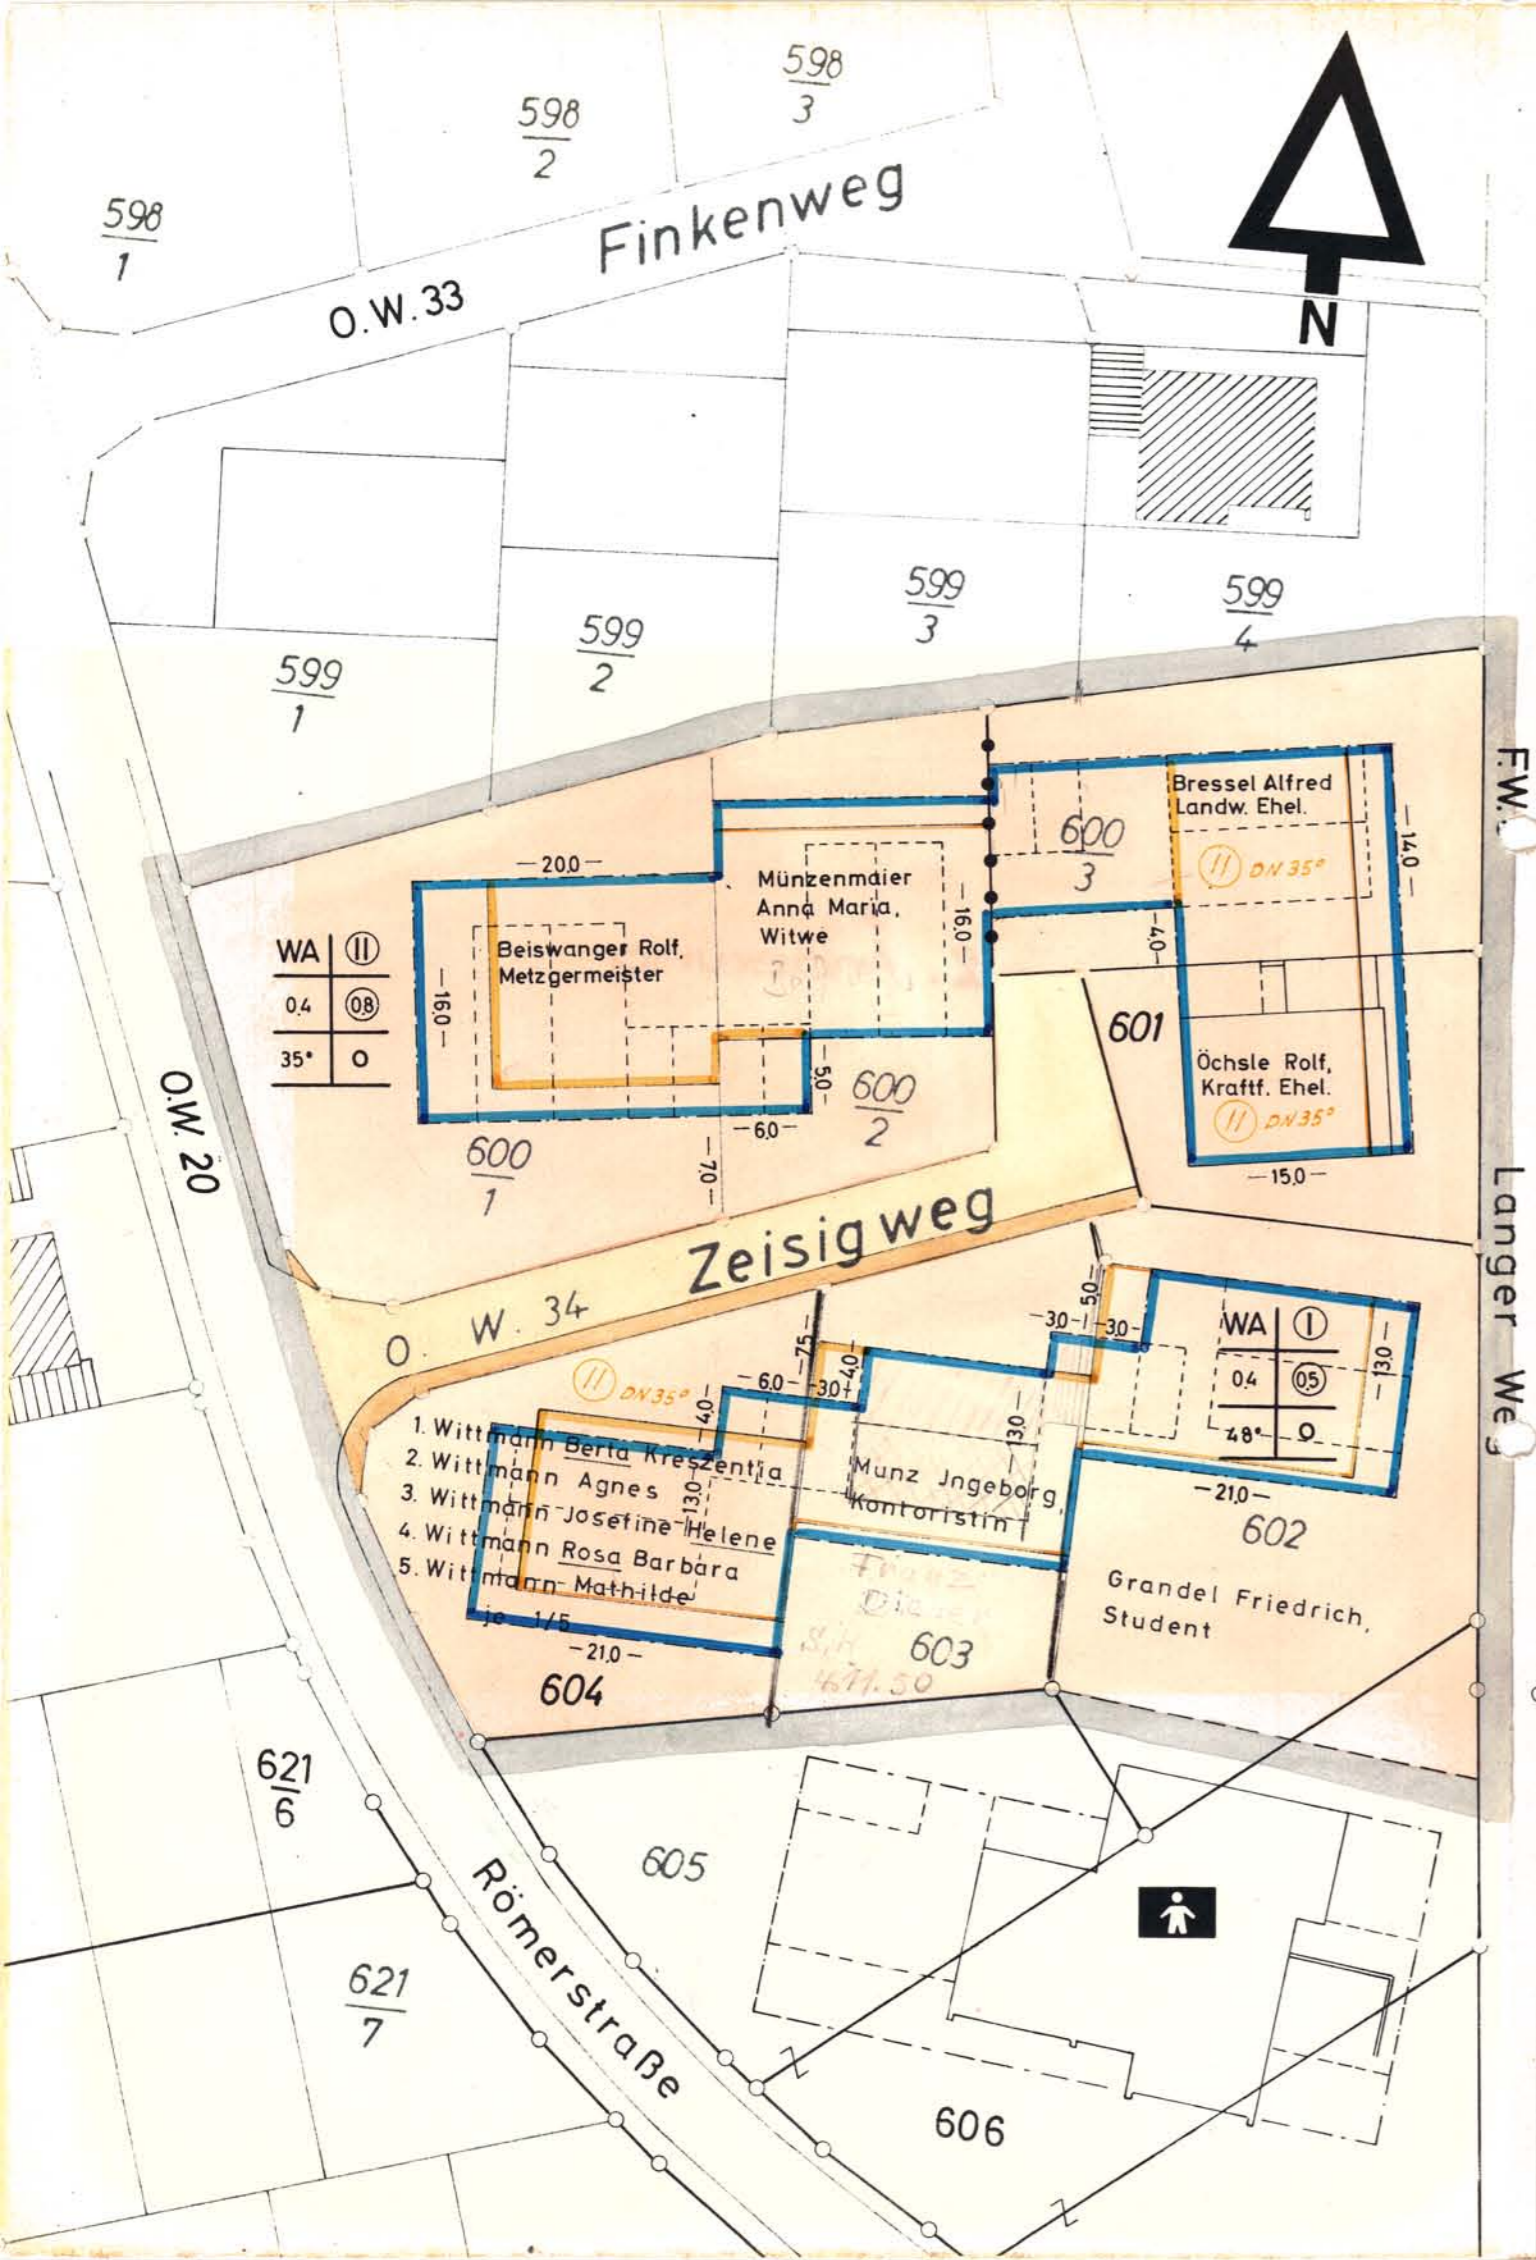 598
3
598
2
598
1
Finkenweg
O.W.33
N
599
4
599
3
599
2
599
1
F.W.
Bressel Alfred
Landw. Ehel.
II DN 35°
600
3
—14,0—
—20,0—
Münzenmaier
Anna Maria,
Witwe
—16,0—
—4,0—
Beiswanger Rolf,
Metzgermeister
WA II
0,4 0,8
35° O
—16,0—
601
Öchsle Rolf,
Kraftf. Ehel.
II DN 35°
—15,0—
5,0—
600
2
—6,0—
—7,0—
600
1
O.W. 20
Zeisigweg
O. W. 34
Langer Weg
5,0—
—3,0—
—3,0—
WA I
0,4 0,5
48° O
—13,0—
—7,5—
4,0—
—6,0—
—3,0—
—4,0—
II DN 35°
1. Wittmann Berta Kreszentia
2. Wittmann Agnes
3. Wittmann Josefine Helene
4. Wittmann Rosa Barbara
5. Wittmann Mathilde
je 1/5
13,0
—13,0—
Munz Jngeborg,
Kontoristin
—21,0—
602
Grandel Friedrich,
Student
603
—21,0—
604
621
6
605
Römerstraße
621
7
606